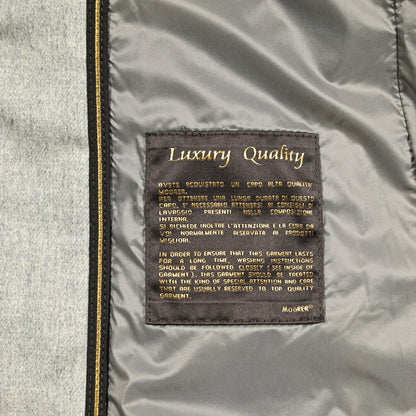 Luxury Quality
AVETE ACQUISTATO UN CAPO ALTA QUALITA'
MOORER.
PER OTTENERE UNA LUNGA DURATA DI QUESTO
CAPO, E' NECESSARIO ATTENERSI AI CONSIGLI DI
LAVAGGIO PRESENTI NELLA COMPOSIZIONE
INTERNA.
SI RICHIEDE INOLTRE L'ATTENZIONE E LA CURA DA
VOI NORMALMENTE RISERVATA AI PRODOTTI
MIGLIORI.
IN ORDER TO ENSURE THAT THIS GARMENT LASTS
FOR A LONG TIME, WASHING INSTRUCTIONS
SHOULD BE FOLLOWED CLOSELY ( SEE INSIDE OF
GARMENT ). THIS GARMENT SHOULD BE TREATED
WITH THE KIND OF SPECIAL ATTENTION AND CARE
THAT ARE USUALLY RESERVED TO TOP QUALITY
GARMENT.
MOORER®